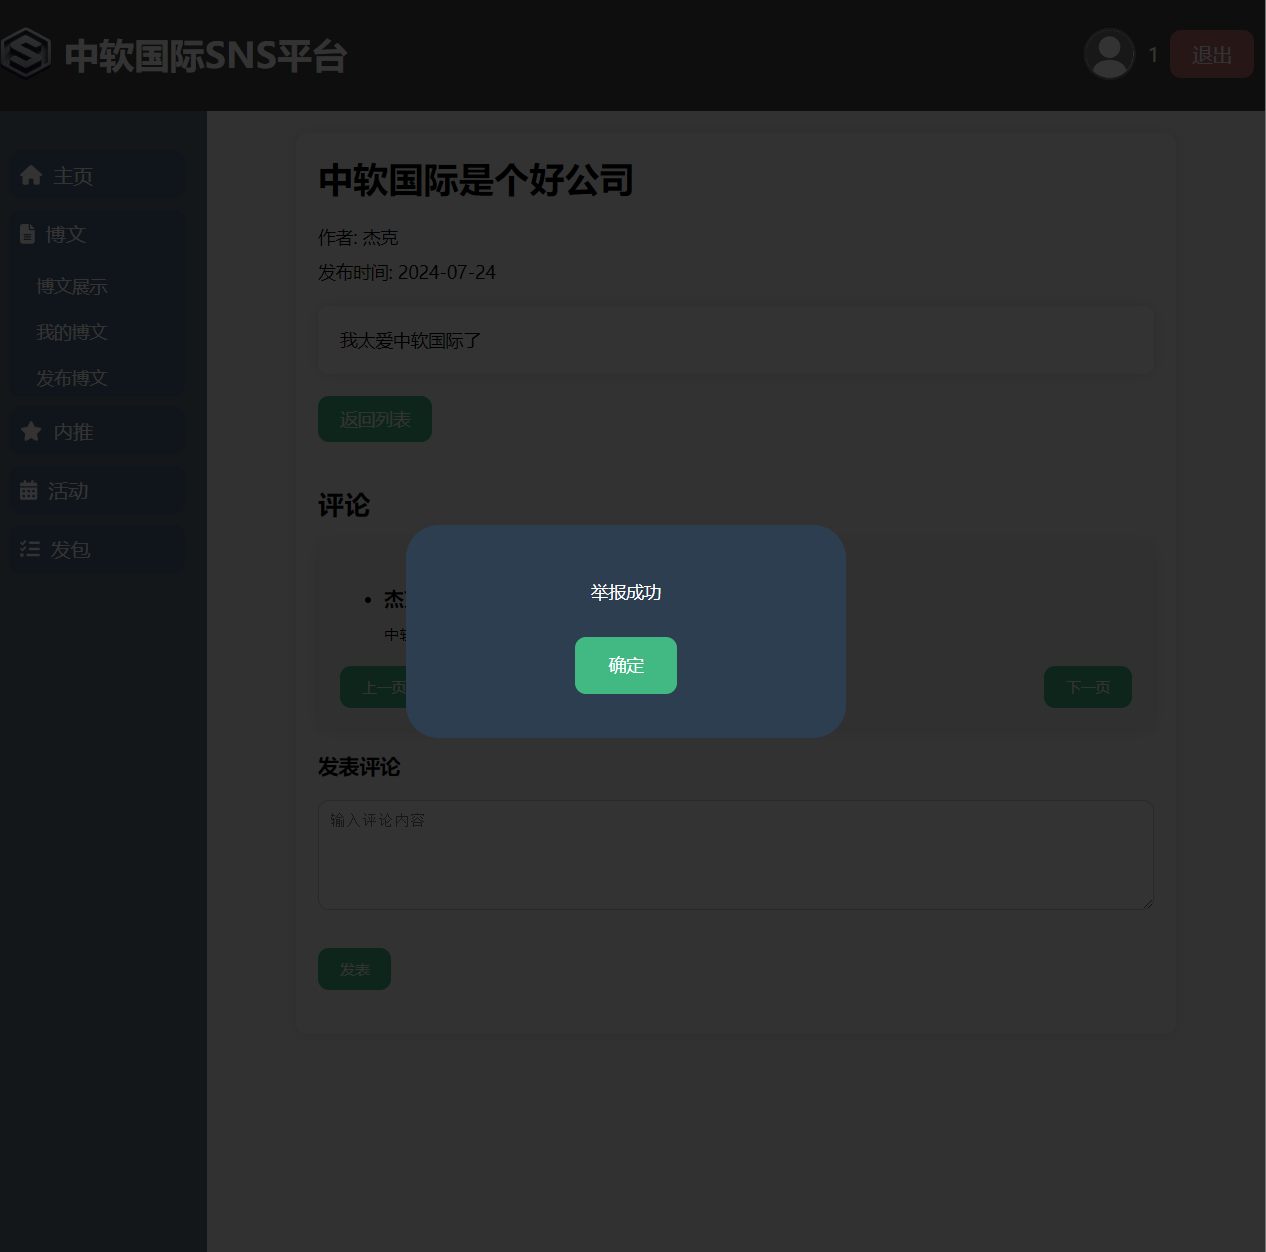 中软国际SNS平台
1
退出
主页
博文
博文展示
我的博文
发布博文
内推
活动
发包
中软国际是个好公司
作者: 杰克
发布时间: 2024-07-24
我太爱中软国际了
返回列表
评论
举报成功
确定
上一页
下一页
发表评论
输入评论内容
发表